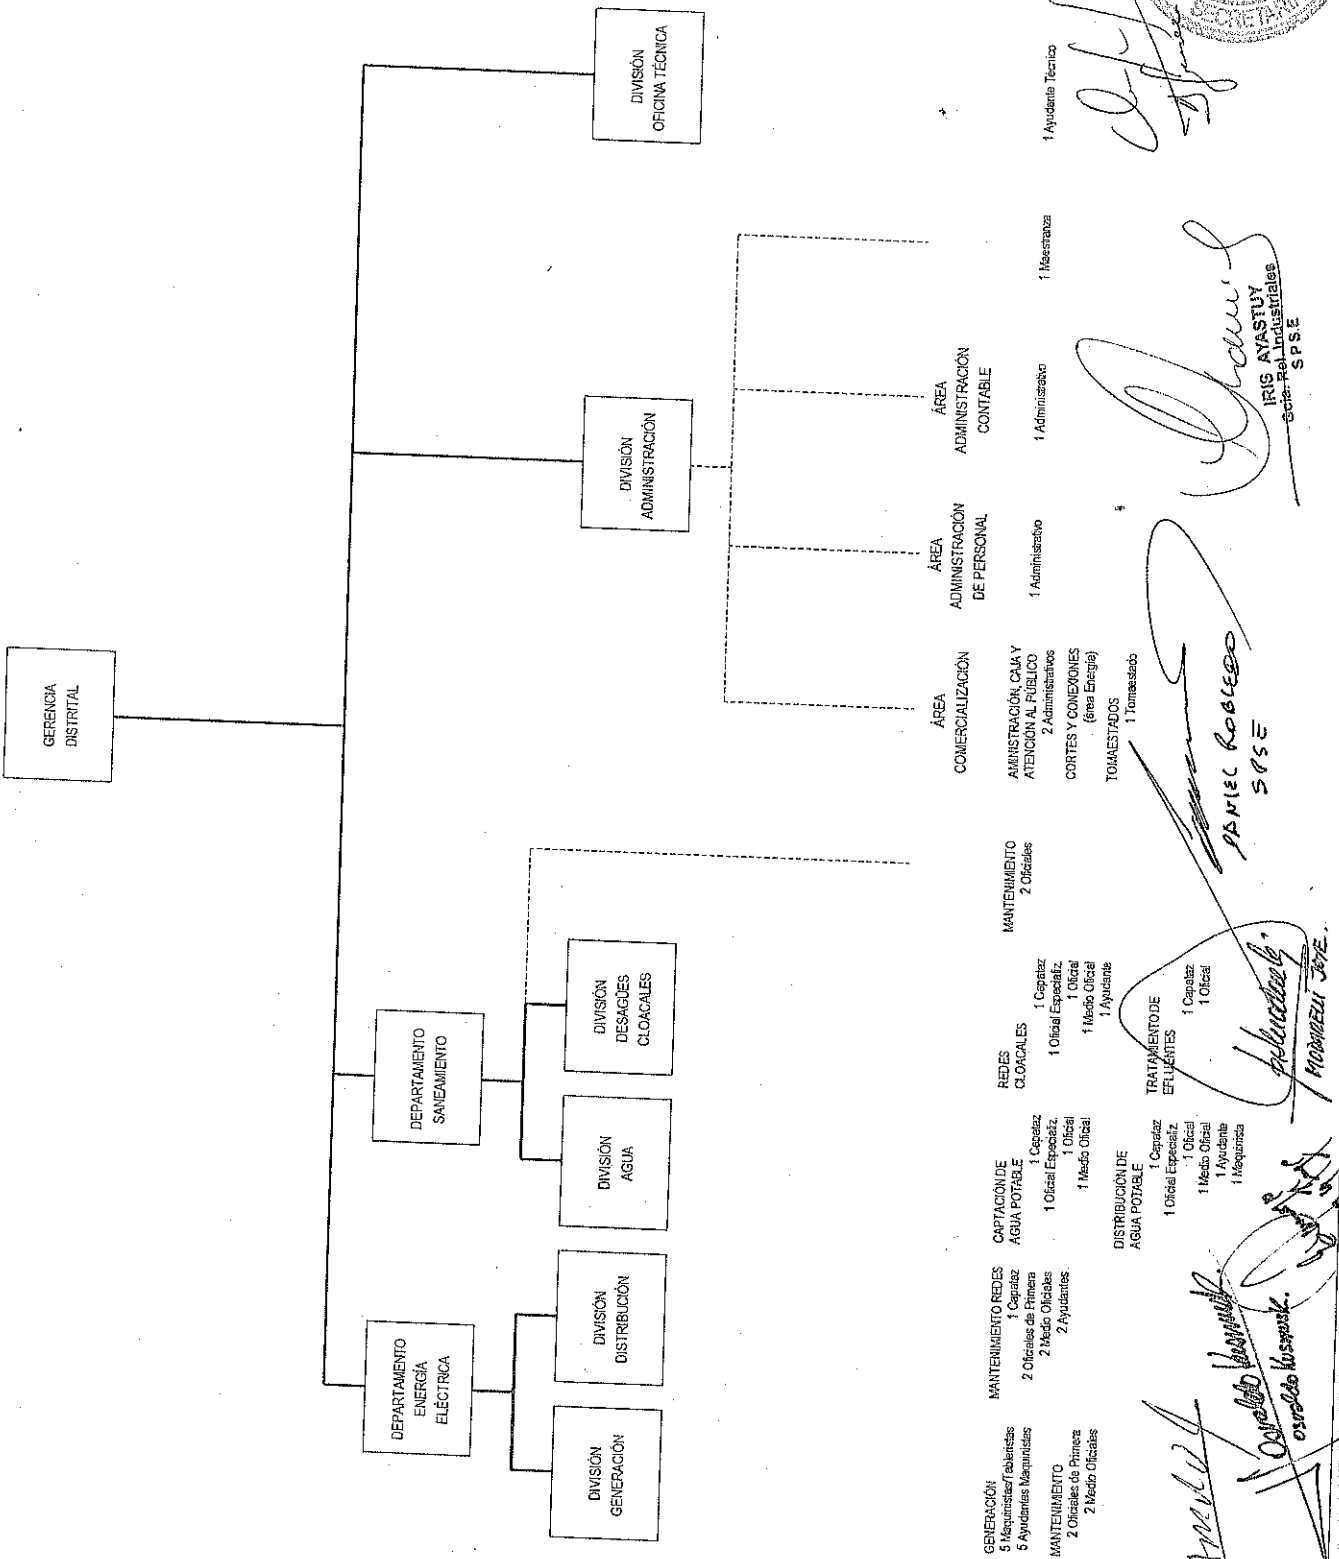 GERENCIA
DISTRITAL
DEPARTAMENTO
ENERGÍA
ELÉCTRICA
DEPARTAMENTO
SANEAMIENTO
DIVISIÓN
GENERACIÓN
DIVISIÓN
DISTRIBUCIÓN
DIVISIÓN
AGUA
DIVISIÓN
DESAGÜES
CLOACALES
DIVISIÓN
ADMINISTRACIÓN
DIVISIÓN
OFICINA TÉCNICA
ÁREA
COMERCIALIZACIÓN
ÁREA
ADMINISTRACIÓN
DE PERSONAL
ÁREA
ADMINISTRACIÓN
CONTABLE
GENERACIÓN
5 Maquinistas/Tableristas
5 Ayudantes Maquinistas
MANTENIMIENTO
2 Oficiales de Primera
2 Medio Oficiales
MANTENIMIENTO REDES
1 Capataz
2 Oficiales de Primera
2 Medio Oficiales
2 Ayudantes
CAPTACIÓN DE
AGUA POTABLE
1 Capataz
1 Oficial Especializ.
1 Oficial
1 Medio Oficial
DISTRIBUCIÓN DE
AGUA POTABLE
1 Capataz
1 Oficial Especializ.
1 Oficial
1 Medio Oficial
1 Ayudante
1 Maquinista
REDES
CLOACALES
1 Capataz
1 Oficial Especializ.
1 Oficial
1 Medio Oficial
1 Ayudante
TRATAMIENTO DE
EFLUENTES
1 Capataz
1 Oficial
MANTENIMIENTO
2 Oficiales
AMINISTRACIÓN, CAJA Y
ATENCIÓN AL PÚBLICO
2 Administrativos
CORTES Y CONEXIONES
(área Energía)
TOMAESTADOS
1 Tomaestado
1 Administrativo
1 Administrativo
1 Maestranza
1 Ayudante Técnico
Osvaldo
osvaldo
JOSE.
DANIEL ROBLEDO
SPSE
IRIS AYASTUY
Gcia. Rel. Industriales
S P S.E